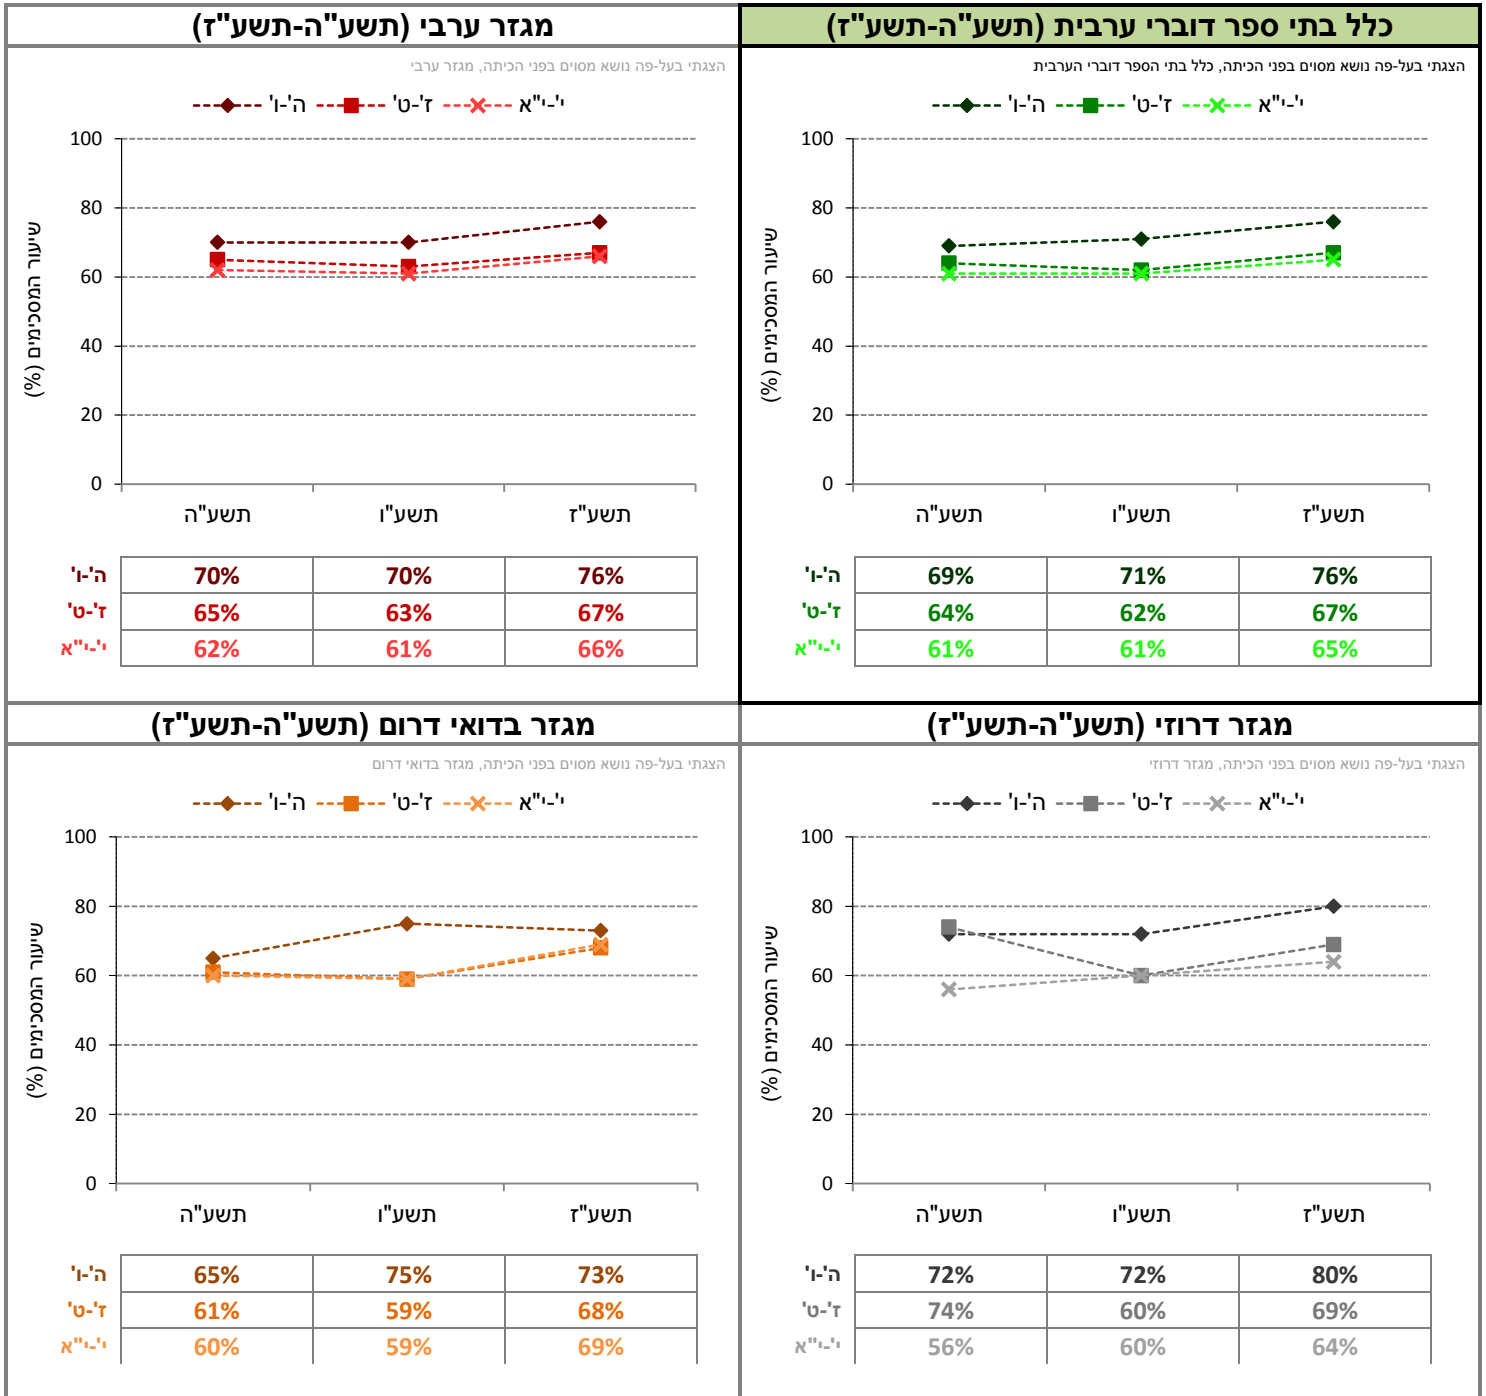 כלל בתי ספר דוברי ערבית (תשע"ה-תשע"ז)
הצגתי בעל-פה נושא מסוים בפני הכיתה, כלל בתי הספר דוברי הערבית
ה'-ו' ז'-ט' י'-י"א
שיעור המסכימים (%)
100
80
60
40
20
0
תשע"ה תשע"ו תשע"ז
ה'-ו' 69% 71% 76%
ז'-ט' 64% 62% 67%
י'-י"א 61% 61% 65%
מגזר ערבי (תשע"ה-תשע"ז)
הצגתי בעל-פה נושא מסוים בפני הכיתה, מגזר ערבי
ה'-ו' ז'-ט' י'-י"א
שיעור המסכימים (%)
100
80
60
40
20
0
תשע"ה תשע"ו תשע"ז
ה'-ו' 70% 70% 76%
ז'-ט' 65% 63% 67%
י'-י"א 62% 61% 66%
מגזר דרוזי (תשע"ה-תשע"ז)
הצגתי בעל-פה נושא מסוים בפני הכיתה, מגזר דרוזי
ה'-ו' ז'-ט' י'-י"א
שיעור המסכימים (%)
100
80
60
40
20
0
תשע"ה תשע"ו תשע"ז
ה'-ו' 72% 72% 80%
ז'-ט' 74% 60% 69%
י'-י"א 56% 60% 64%
מגזר בדואי דרום (תשע"ה-תשע"ז)
הצגתי בעל-פה נושא מסוים בפני הכיתה, מגזר בדואי דרום
ה'-ו' ז'-ט' י'-י"א
שיעור המסכימים (%)
100
80
60
40
20
0
תשע"ה תשע"ו תשע"ז
ה'-ו' 65% 75% 73%
ז'-ט' 61% 59% 68%
י'-י"א 60% 59% 69%